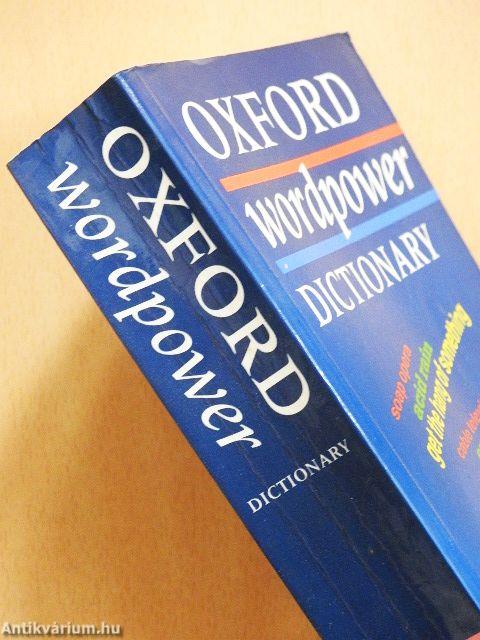 OXFORD
wordpower
DICTIONARY
OXFORD
wordpower
DICTIONARY
soap opera
acid rain
get the hang of something
Antikvárium.hu